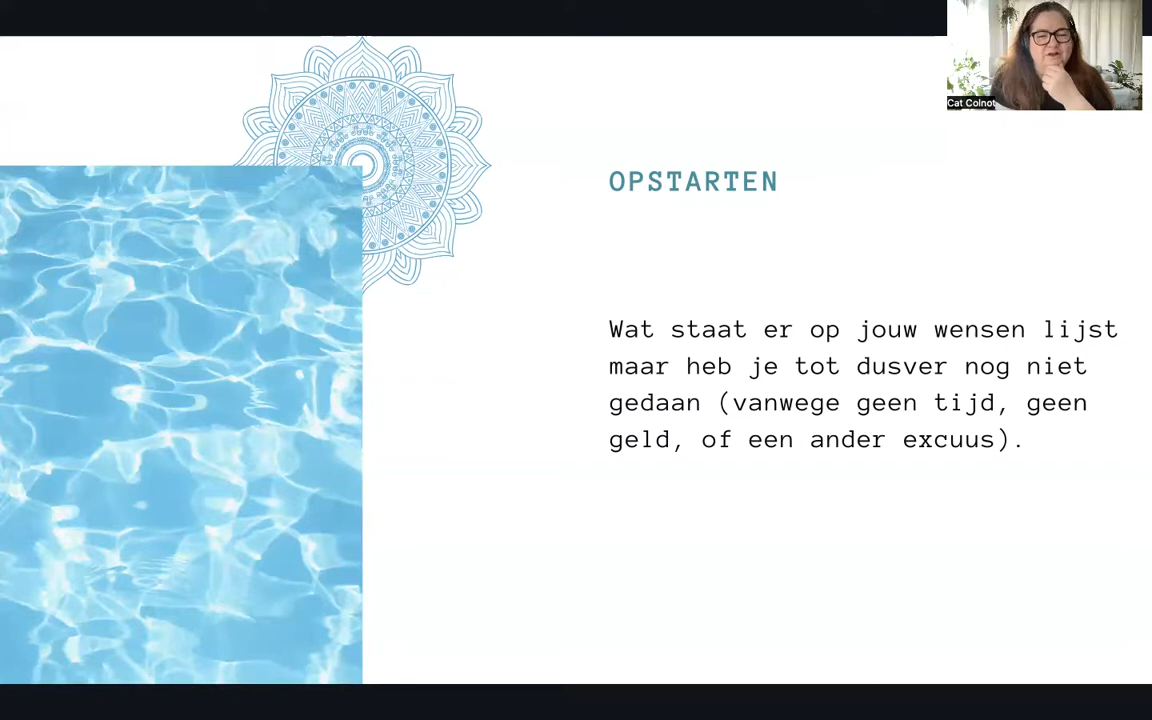 Cat Colnot
OPSTARTEN
Wat staat er op jouw wensen lijst
maar heb je tot dusver nog niet
gedaan (vanwege geen tijd, geen
geld, of een ander excuus).